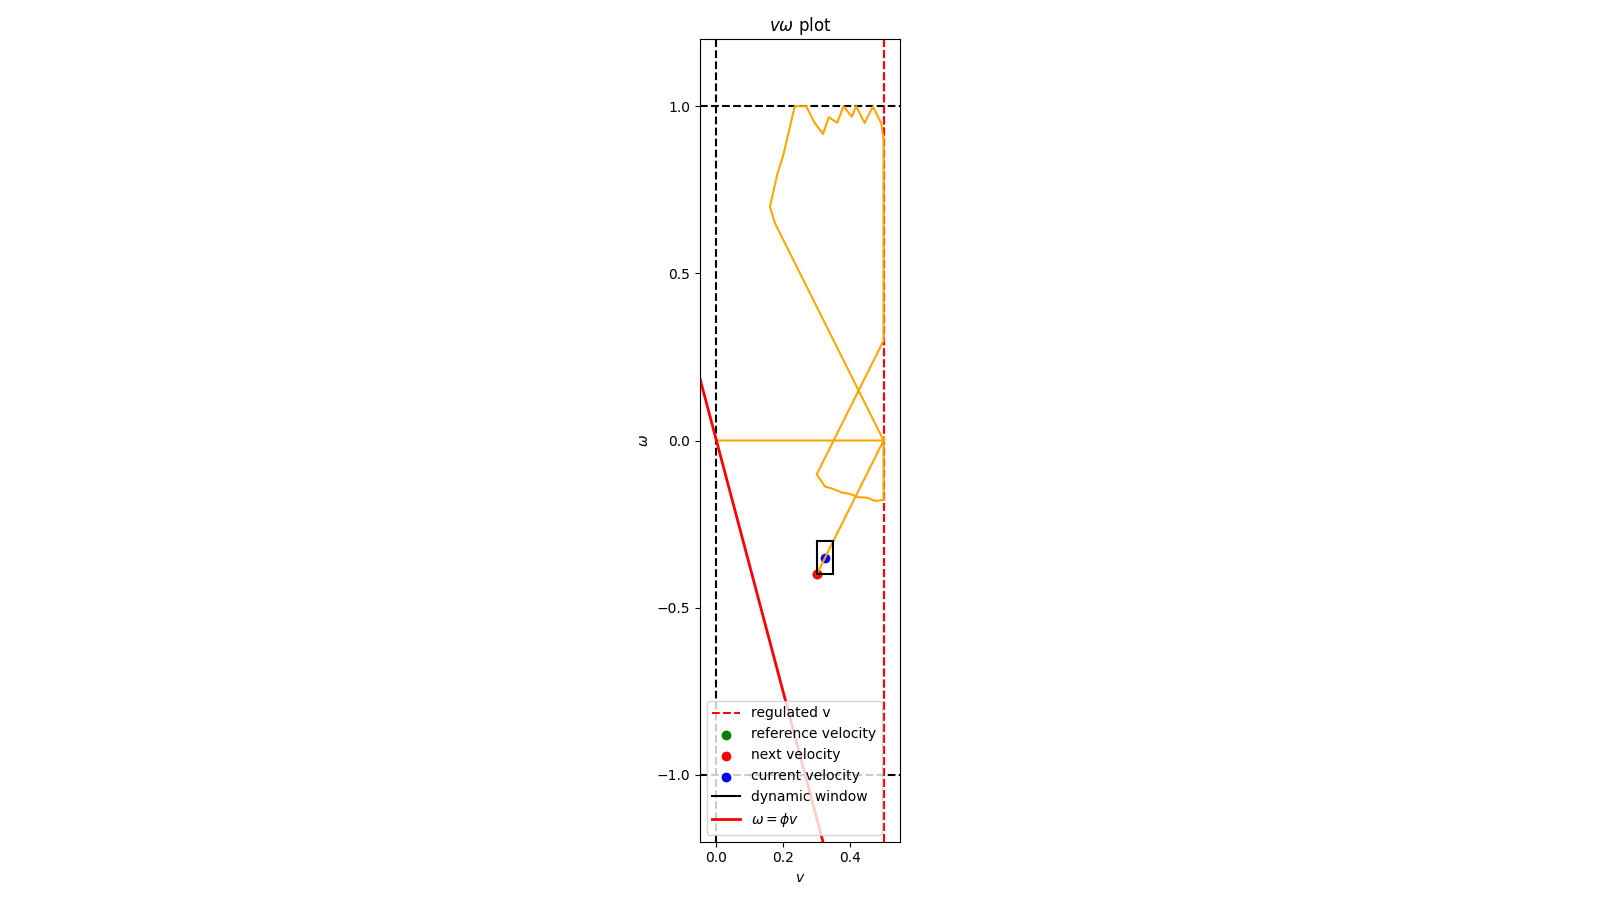 vω plot
1.0
0.5
0.0
−0.5
−1.0
ω
regulated v
reference velocity
next velocity
current velocity
dynamic window
ω = ϕv
0.0 0.2 0.4
v